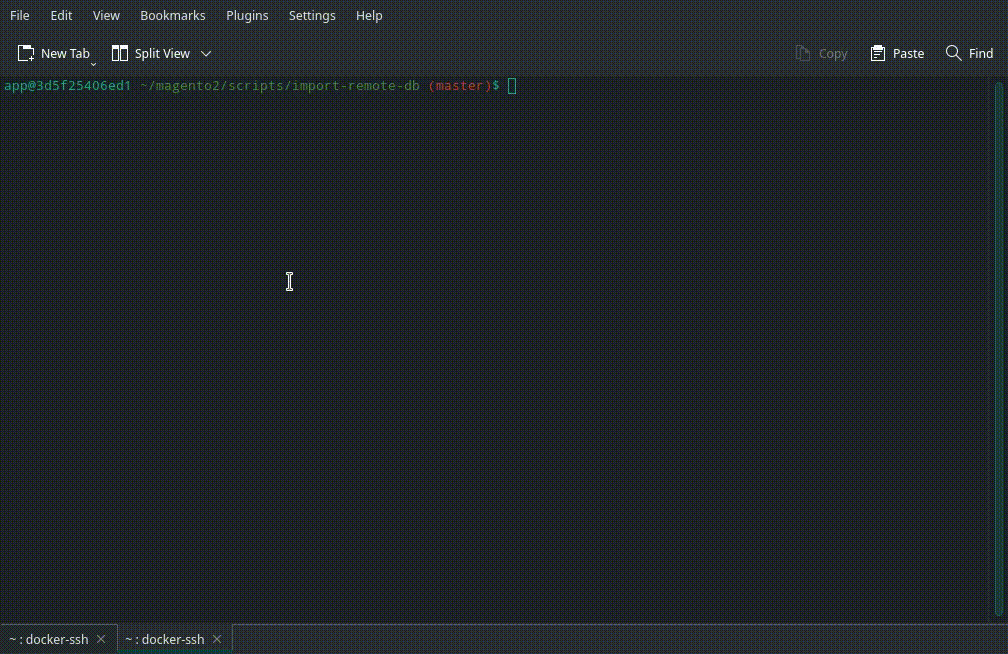 File Edit View Bookmarks Plugins Settings Help
New Tab Split View Copy Paste Find
app@3d5f25406ed1 ~/magento2/scripts/import-remote-db (master)$
~ : docker-ssh ~ : docker-ssh